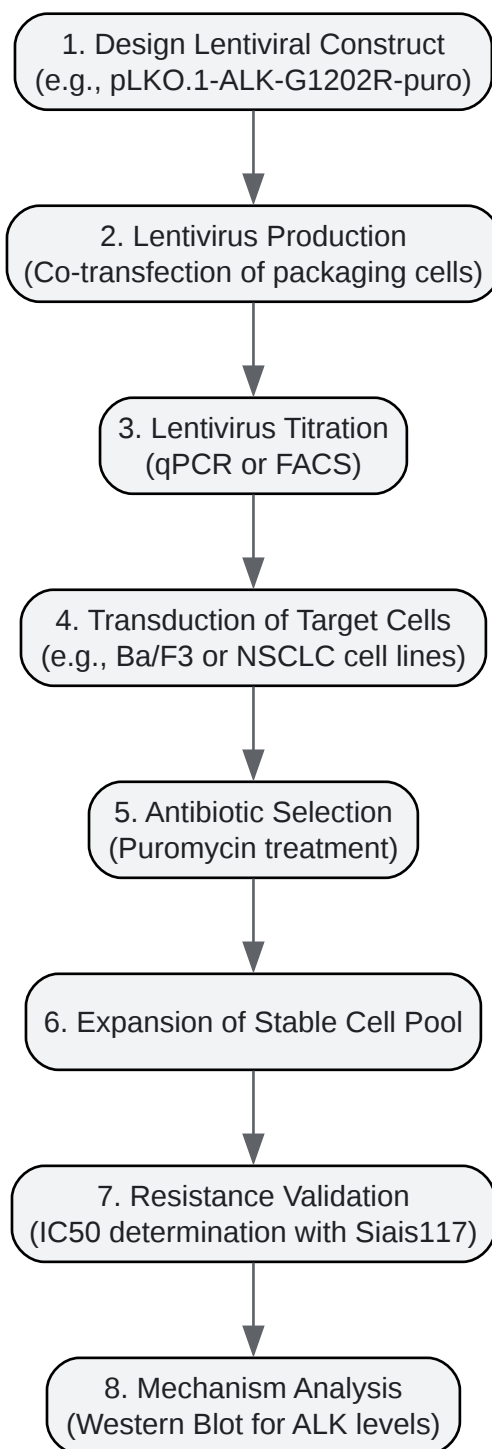 1. Design Lentiviral Construct
(e.g., pLKO.1-ALK-G1202R-puro)
2. Lentivirus Production
(Co-transfection of packaging cells)
3. Lentivirus Titration
(qPCR or FACS)
4. Transduction of Target Cells
(e.g., Ba/F3 or NSCLC cell lines)
5. Antibiotic Selection
(Puromycin treatment)
6. Expansion of Stable Cell Pool
7. Resistance Validation
(IC50 determination with Siais117)
8. Mechanism Analysis
(Western Blot for ALK levels)